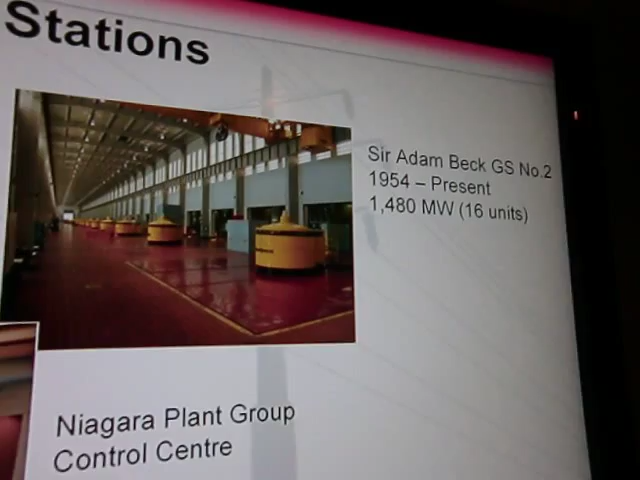 Stations
Sir Adam Beck GS No.2
1954 – Present
1,480 MW (16 units)
Niagara Plant Group
Control Centre